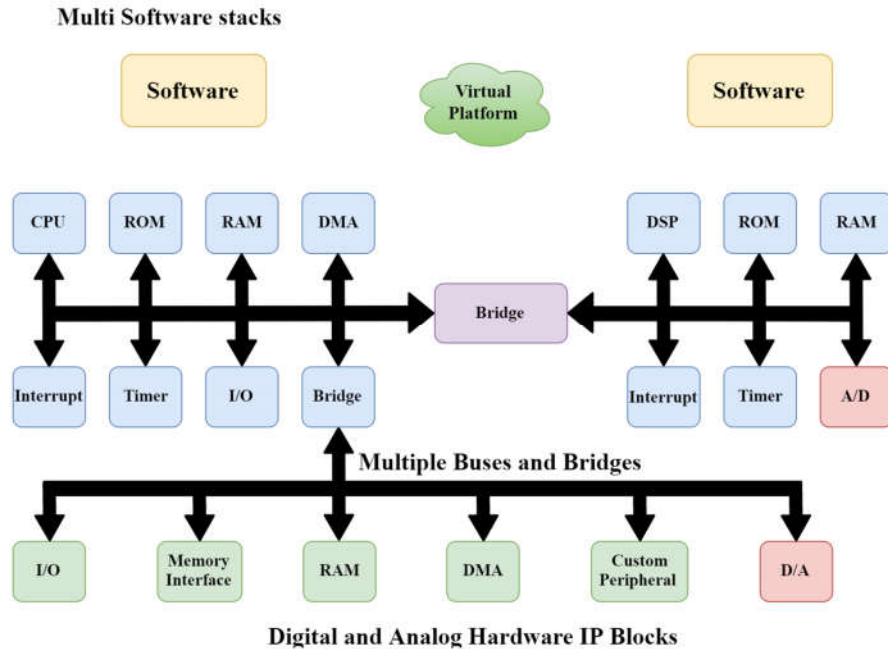 Multi Software stacks
Software
Virtual
Platform
Software
CPU
ROM
RAM
DMA
DSP
ROM
RAM
Bridge
Interrupt
Timer
I/O
Bridge
Interrupt
Timer
A/D
Multiple Buses and Bridges
I/O
Memory
Interface
RAM
DMA
Custom
Peripheral
D/A
Digital and Analog Hardware IP Blocks